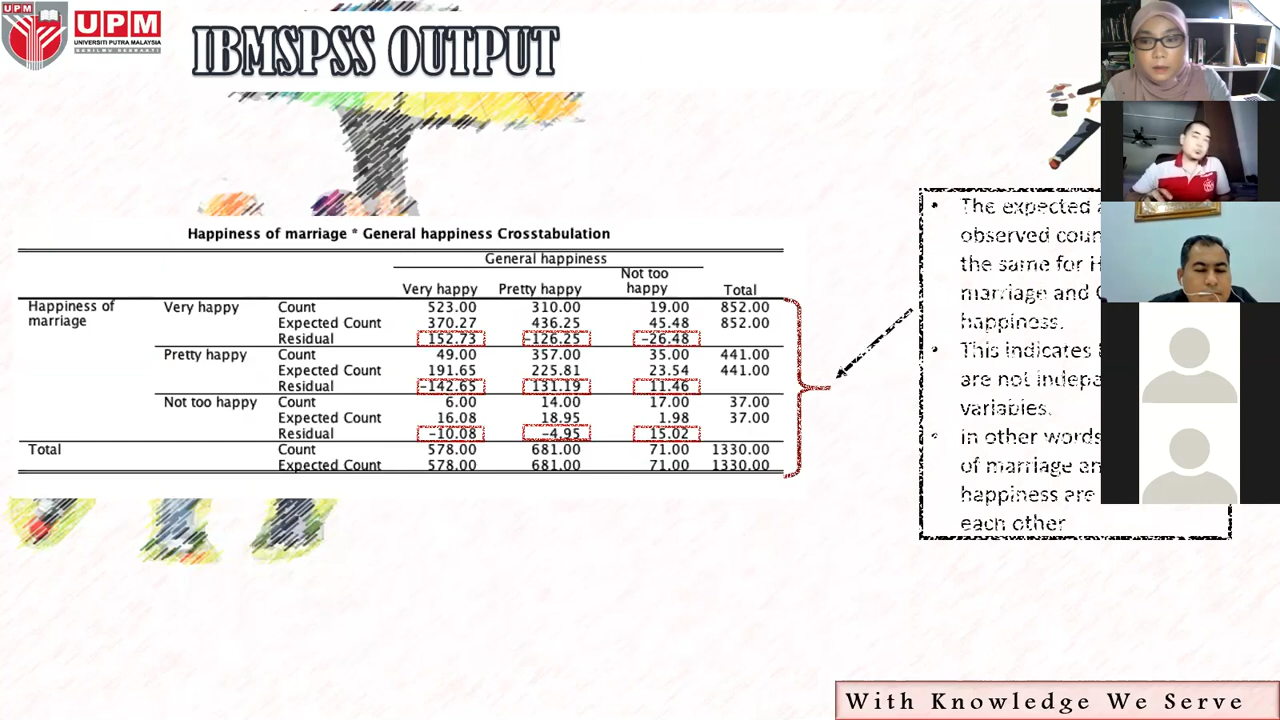 UPM
UNIVERSITI PUTRA MALAYSIA
BERILMU BERBAKTI
IBMSPSS OUTPUT
Happiness of marriage * General happiness Crosstabulation
General happiness
Very happy Pretty happy Not too happy Total
Happiness of marriage Very happy Count 523.00 310.00 19.00 852.00
Expected Count 370.27 436.25 45.48 852.00
Residual 152.73 -126.25 -26.48
Pretty happy Count 49.00 357.00 35.00 441.00
Expected Count 191.65 225.81 23.54 441.00
Residual -142.65 131.19 11.46
Not too happy Count 6.00 14.00 17.00 37.00
Expected Count 16.08 18.95 1.98 37.00
Residual -10.08 -4.95 15.02
Total Count 578.00 681.00 71.00 1330.00
Expected Count 578.00 681.00 71.00 1330.00
• The expected
observed
the same for
marriage and
happiness.
• This indicates
are not
variables.
• In other words
of marriage
happiness are
each other
With Knowledge We Serve